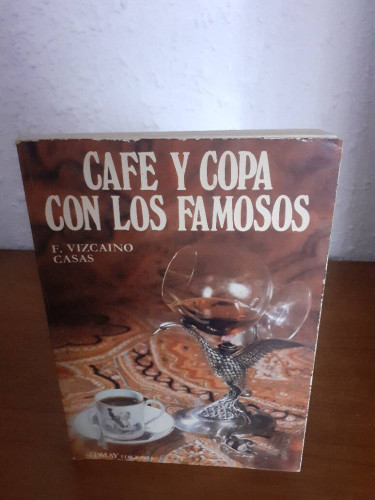 CAFE Y COPA
CON LOS FAMOSOS
F. VIZCAINO
CASAS